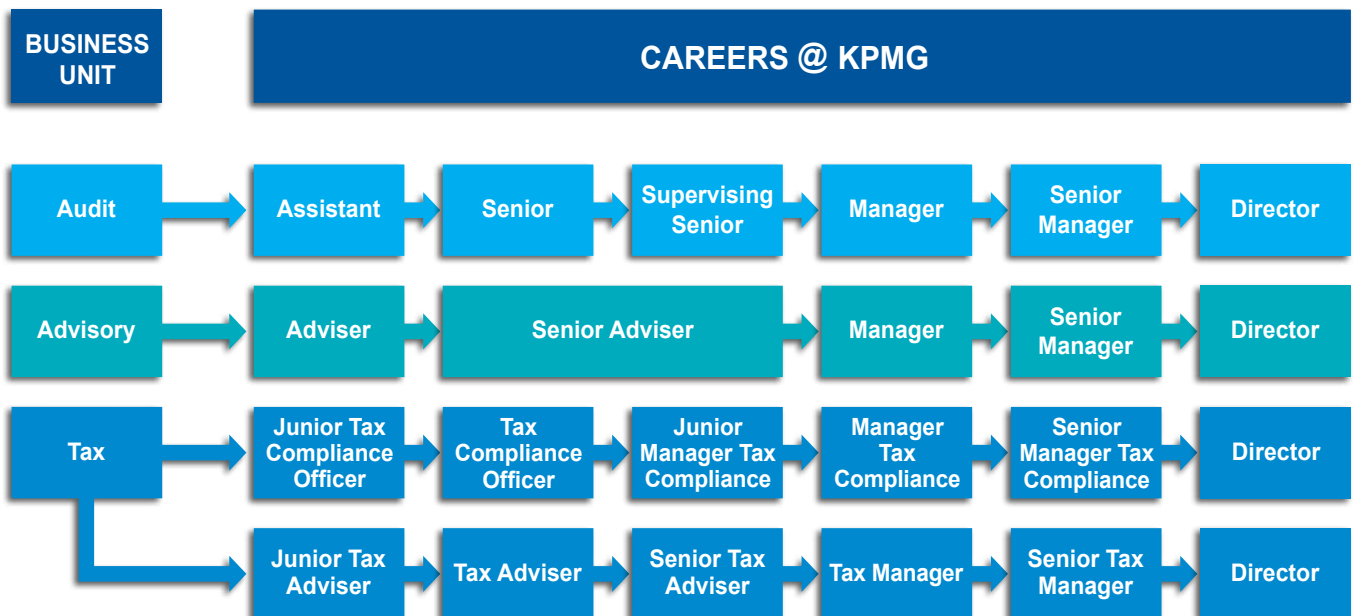 BUSINESS
UNIT
CAREERS @ KPMG
Audit
Assistant
Senior
Supervising
Senior
Manager
Senior
Manager
Director
Advisory
Adviser
Senior Adviser
Manager
Senior
Manager
Director
Tax
Junior Tax
Compliance
Officer
Tax
Compliance
Officer
Junior
Manager Tax
Compliance
Manager
Tax
Compliance
Senior
Manager Tax
Compliance
Director
Junior Tax
Adviser
Tax Adviser
Senior Tax
Adviser
Tax Manager
Senior Tax
Manager
Director